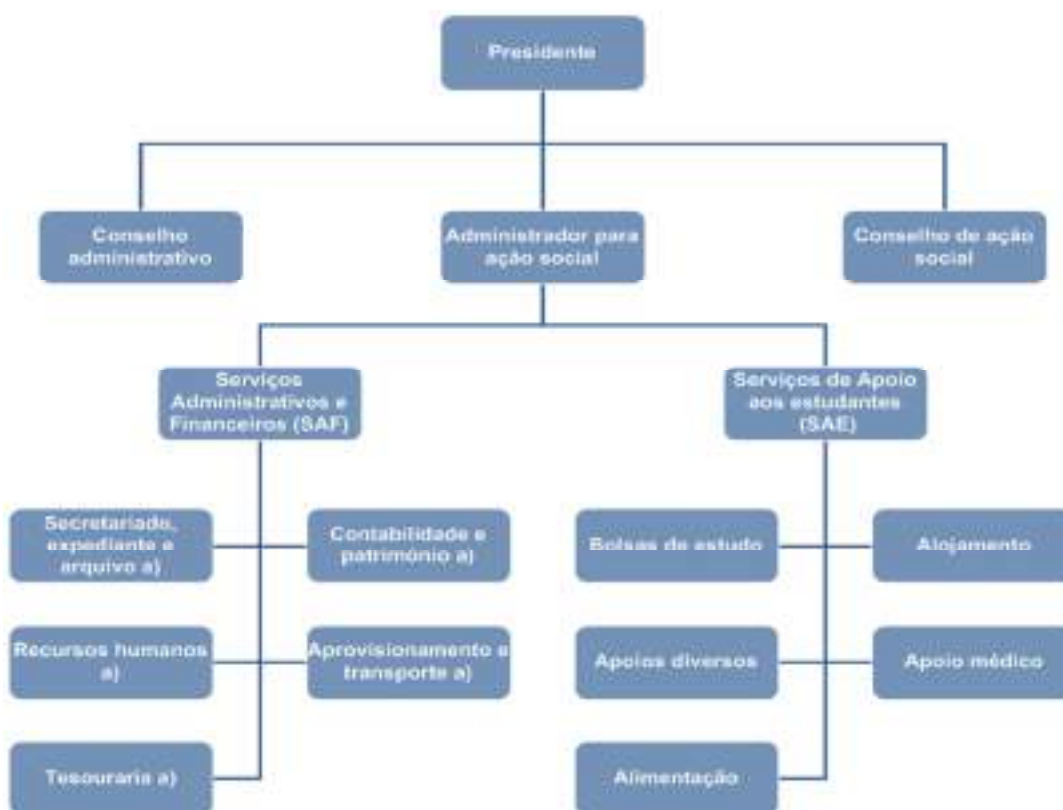 Presidente
Conselho
administrativo
Administrador para
ação social
Conselho de ação
social
Serviços
Administrativos e
Financeiros (SAF)
Serviços de Apoio
aos estudantes
(SAE)
Secretariado,
expediante e
arquivo a)
Contabilidade e
património a)
Bolsas de estudo
Alojamento
Recursos humanos
a)
Aprovisionamento e
transporte a)
Apoios diversos
Apoio médico
Tesouraria a)
Alimentação